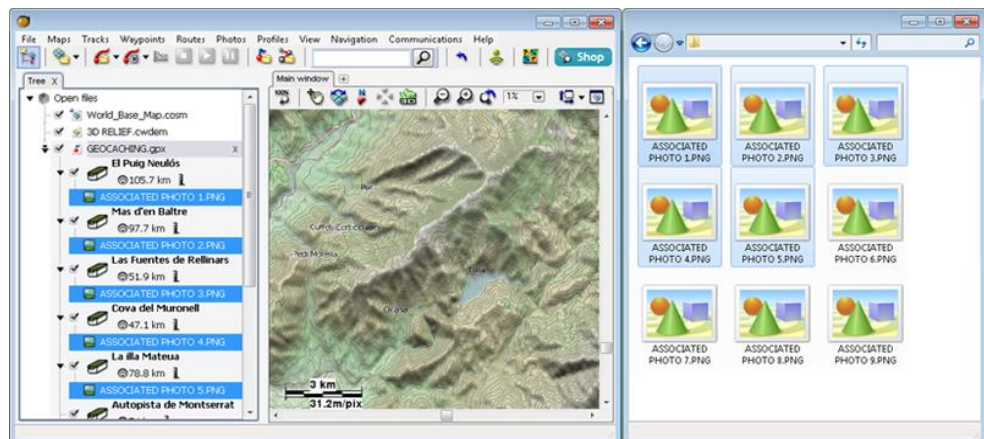 File Maps Tracks Waypoints Routes Photos Profiles View Navigation Communications Help
Shop
Tree X
Main window
Open files
World_Base_Map.cosm
3D RELIEF.cwdem
GEOCACHING.gpx x
El Puig Neulós
105.7 km
ASSOCIATED PHOTO 1.PNG
Mas d'en Baltre
97.7 km
ASSOCIATED PHOTO 2.PNG
Las Fuentes de Rellinars
51.9 km
ASSOCIATED PHOTO 3.PNG
Cova del Muronell
47.1 km
ASSOCIATED PHOTO 4.PNG
La illa Mateua
78.8 km
ASSOCIATED PHOTO 5.PNG
Autopista de Montserrat
100%
1%
3 km
31.2m/pix
ASSOCIATED
PHOTO 1.PNG
ASSOCIATED
PHOTO 2.PNG
ASSOCIATED
PHOTO 3.PNG
ASSOCIATED
PHOTO 4.PNG
ASSOCIATED
PHOTO 5.PNG
ASSOCIATED
PHOTO 6.PNG
ASSOCIATED
PHOTO 7.PNG
ASSOCIATED
PHOTO 8.PNG
ASSOCIATED
PHOTO 9.PNG